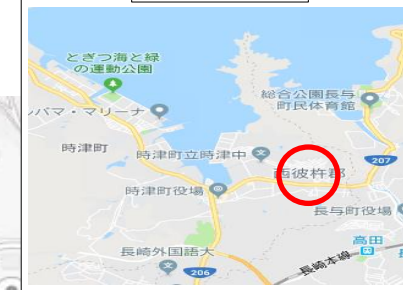 とぎつ海と緑
の運動公園
総合公園長与
町民体育館
バマ・マリーナ
時津町
時津町立時津中
西彼杵郡
207
時津町役場
長与町役場
高田
長崎外国語大
長崎本線
206